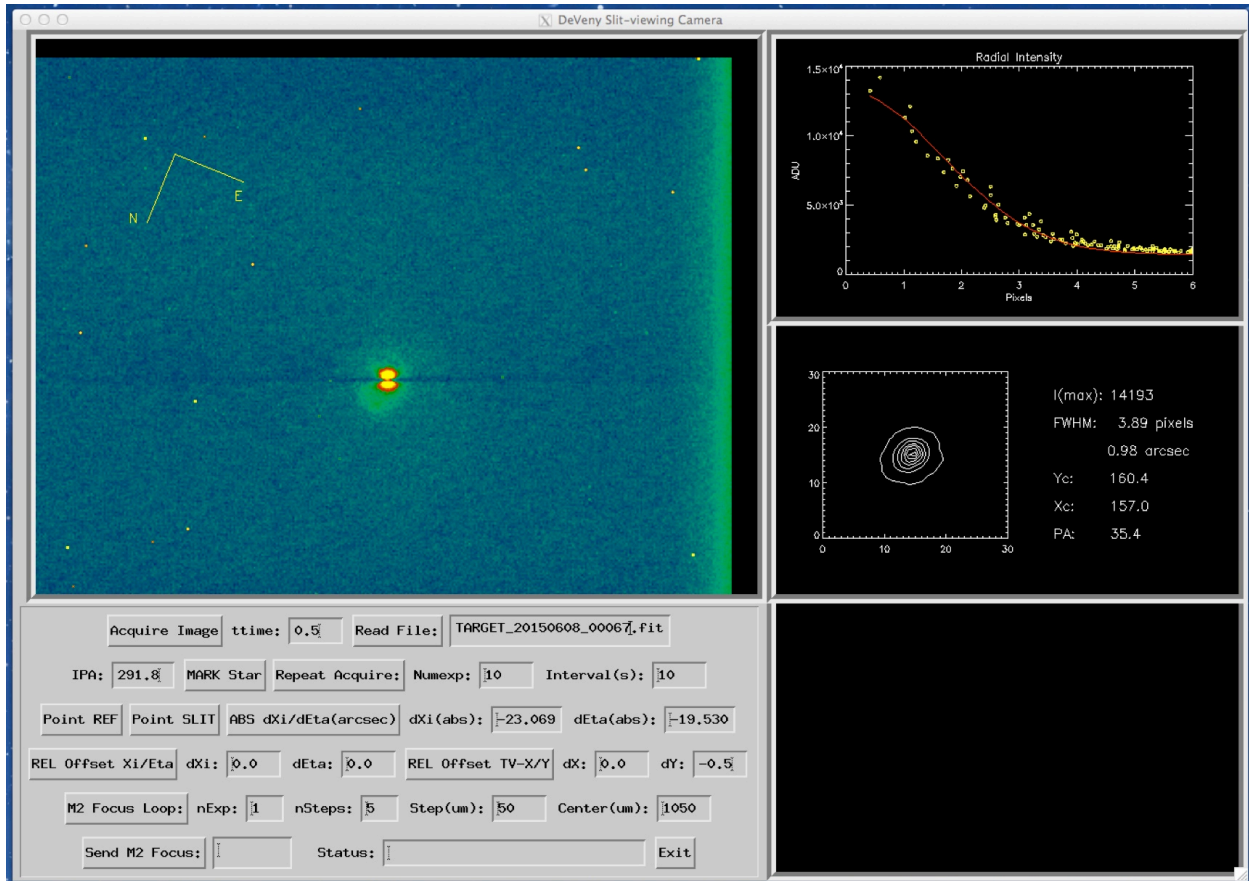 DeVeny Slit-viewing Camera
N
E
Radial Intensity
1.5×10⁴
1.0×10⁴
5.0×10³
0
ADU
0 1 2 3 4 5 6
Pixels
30
20
10
0
0 10 20 30
I(max): 14193
FWHM: 3.89 pixels
0.98 arcsec
Yc: 160.4
Xc: 157.0
PA: 35.4
Acquire Image ttime: 0.5 Read File: TARGET_20150608_00067.fit
IPA: 291.8 MARK Star Repeat Acquire: Numexp: 10 Interval(s): 10
Point REF Point SLIT ABS dXi/dEta(arcsec) dXi(abs): -23.069 dEta(abs): -19.530
REL Offset Xi/Eta dXi: 0.0 dEta: 0.0 REL Offset TV-X/Y dX: 0.0 dY: -0.5
M2 Focus Loop: nExp: 1 nSteps: 5 Step(um): 50 Center(um): 1050
Send M2 Focus: Status: Exit